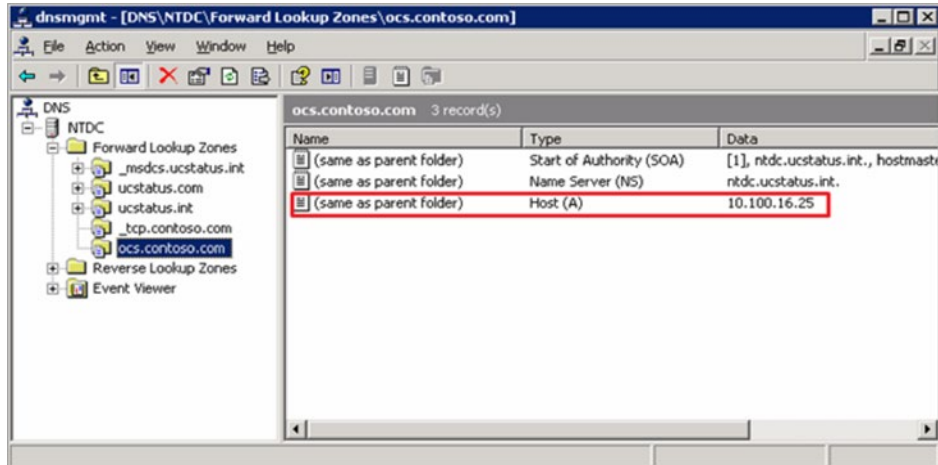 dnsmgmt - [DNS\NTDC\Forward Lookup Zones\ocs.contoso.com]
File Action View Window Help
DNS
NTDC
Forward Lookup Zones
_msdcs.ucstatus.int
ucstatus.com
ucstatus.int
_tcp.contoso.com
ocs.contoso.com
Reverse Lookup Zones
Event Viewer
ocs.contoso.com 3 record(s)
Name Type Data
(same as parent folder) Start of Authority (SOA) [1], ntdc.ucstatus.int., hostmaste
(same as parent folder) Name Server (NS) ntdc.ucstatus.int.
(same as parent folder) Host (A) 10.100.16.25